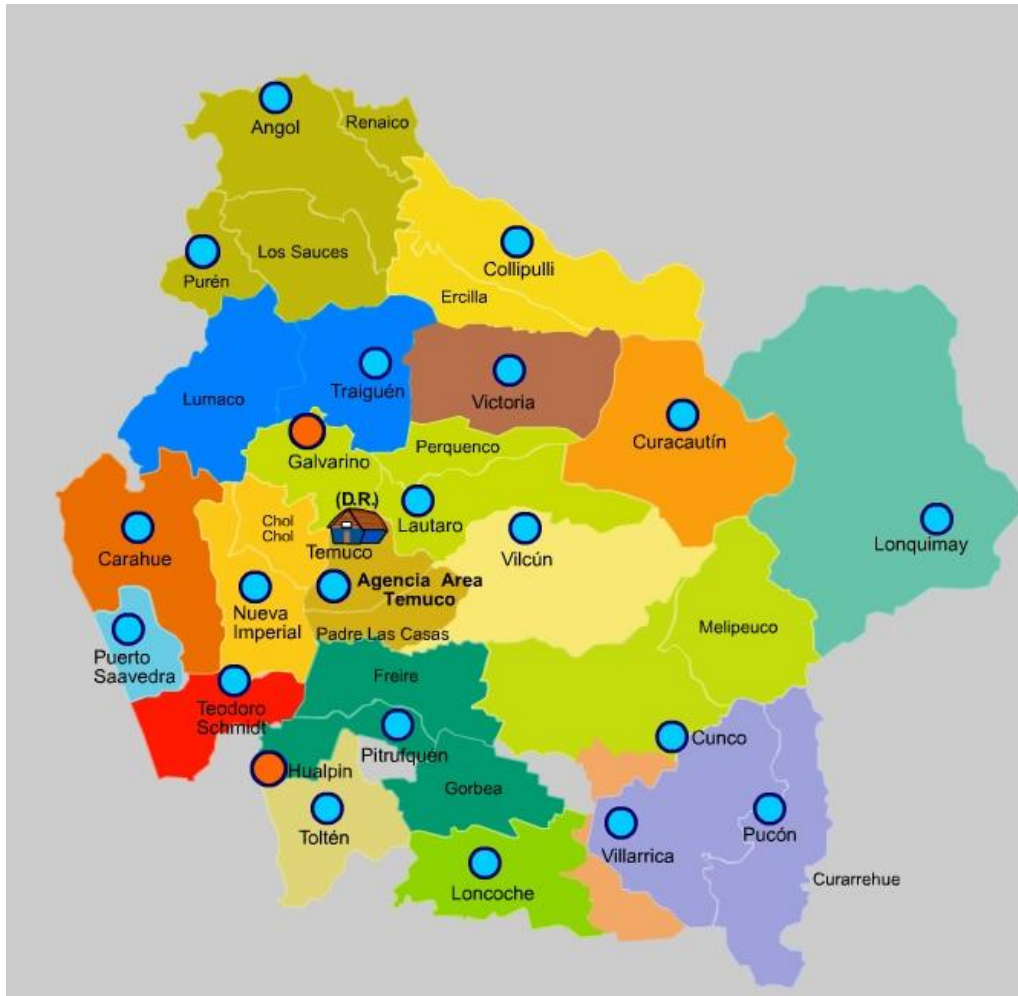 Angol
Renaico
Los Sauces
Purén
Collipulli
Ercilla
Lumaco
Traiguén
Victoria
Curacautín
Galvarino
Perquenco
(D.R.)
Chol
Chol
Lautaro
Temuco
Vilcún
Carahue
Lonquimay
Agencia Area
Temuco
Nueva
Imperial
Padre Las Casas
Melipeuco
Puerto
Saavedra
Freire
Teodoro
Schmidt
Pitrufquén
Cunco
Hualpin
Gorbea
Toltén
Villarrica
Pucón
Loncoche
Curarrehue